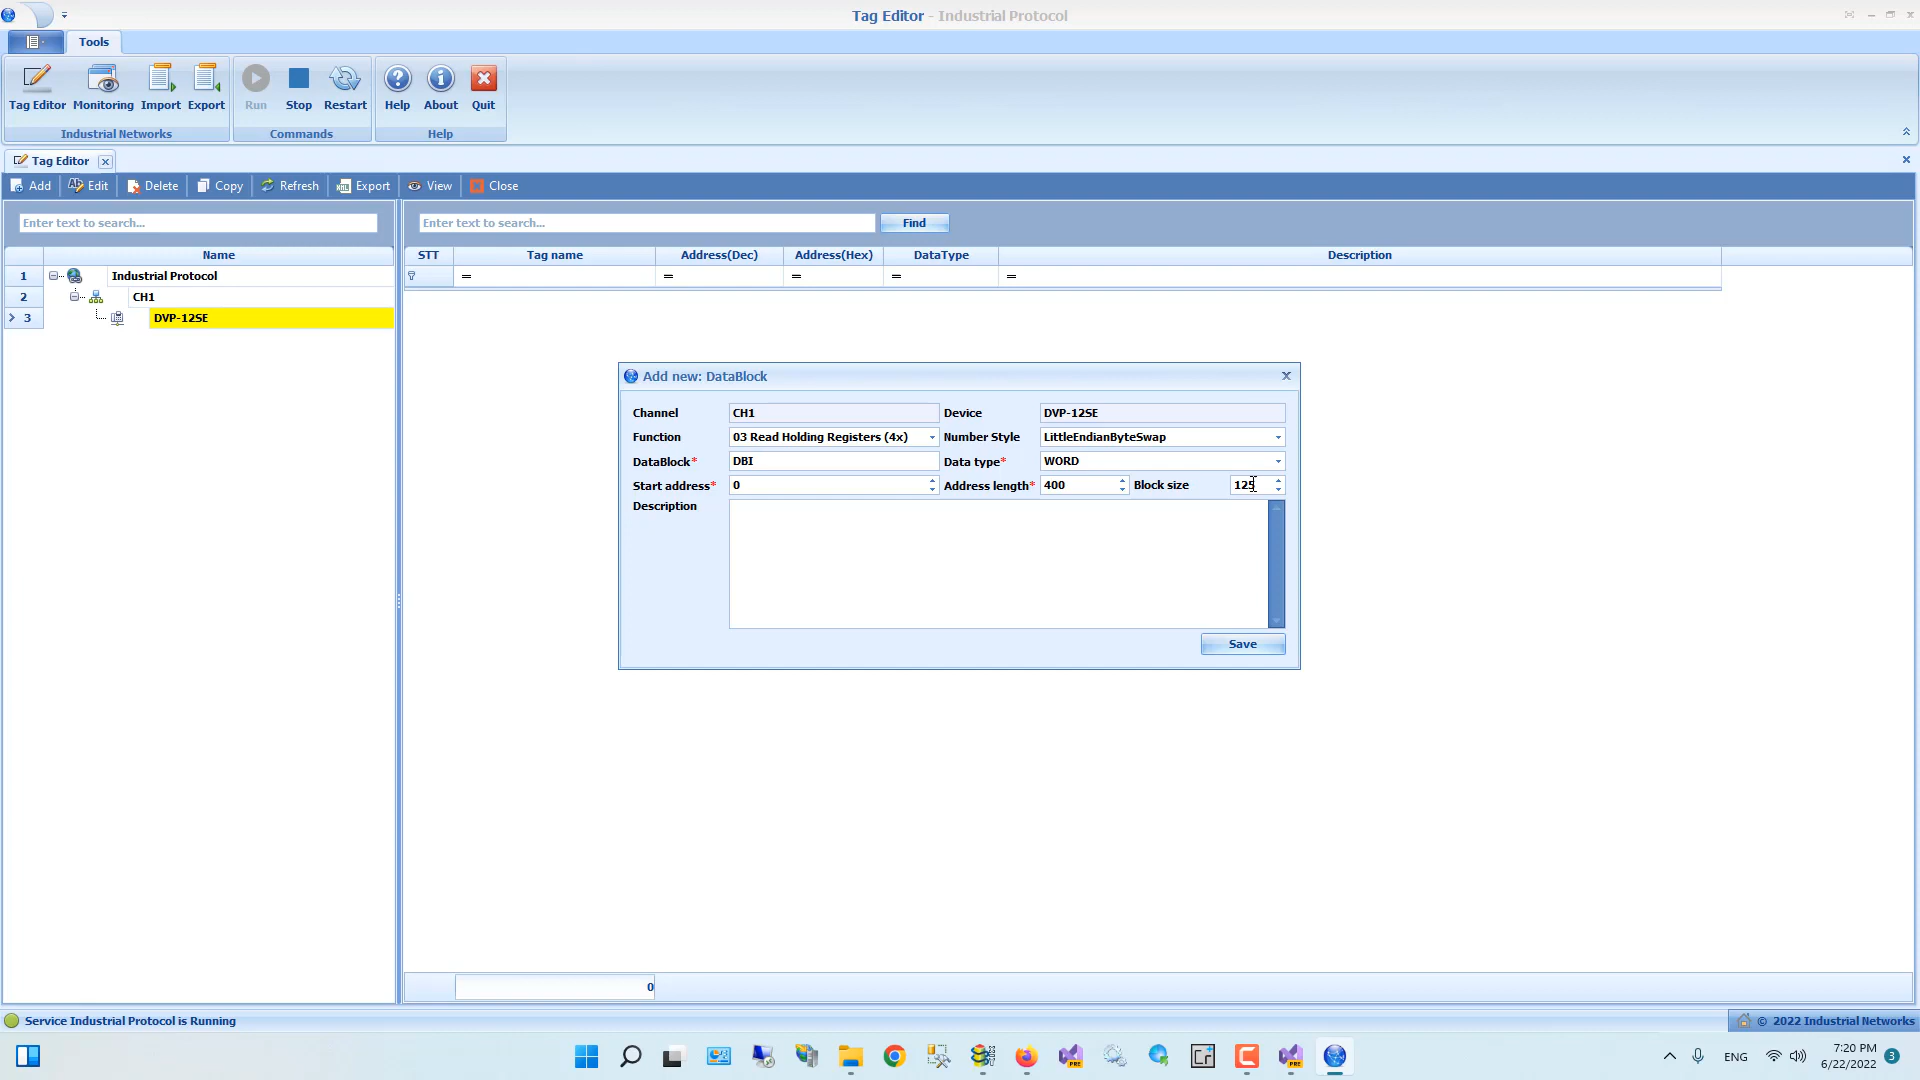 Tag Editor - Industrial Protocol
Tools
Tag Editor Monitoring Import Export Run Stop Restart Help About Quit
Industrial Networks Commands Help
Tag Editor
Add Edit Delete Copy Refresh Export View Close
Enter text to search... Enter text to search... Find
Name STT Tag name Address(Dec) Address(Hex) DataType Description
1 Industrial Protocol = = = = =
2 CH1
3 DVP-12SE
Add new: DataBlock
Channel CH1 Device DVP-12SE
Function 03 Read Holding Registers (4x) Number Style LittleEndianByteSwap
DataBlock* DBI Data type* WORD
Start address* 0 Address length* 400 Block size 125
Description
Save
0
Service Industrial Protocol is Running © 2022 Industrial Networks
ENG 7:20 PM 3
6/22/2022